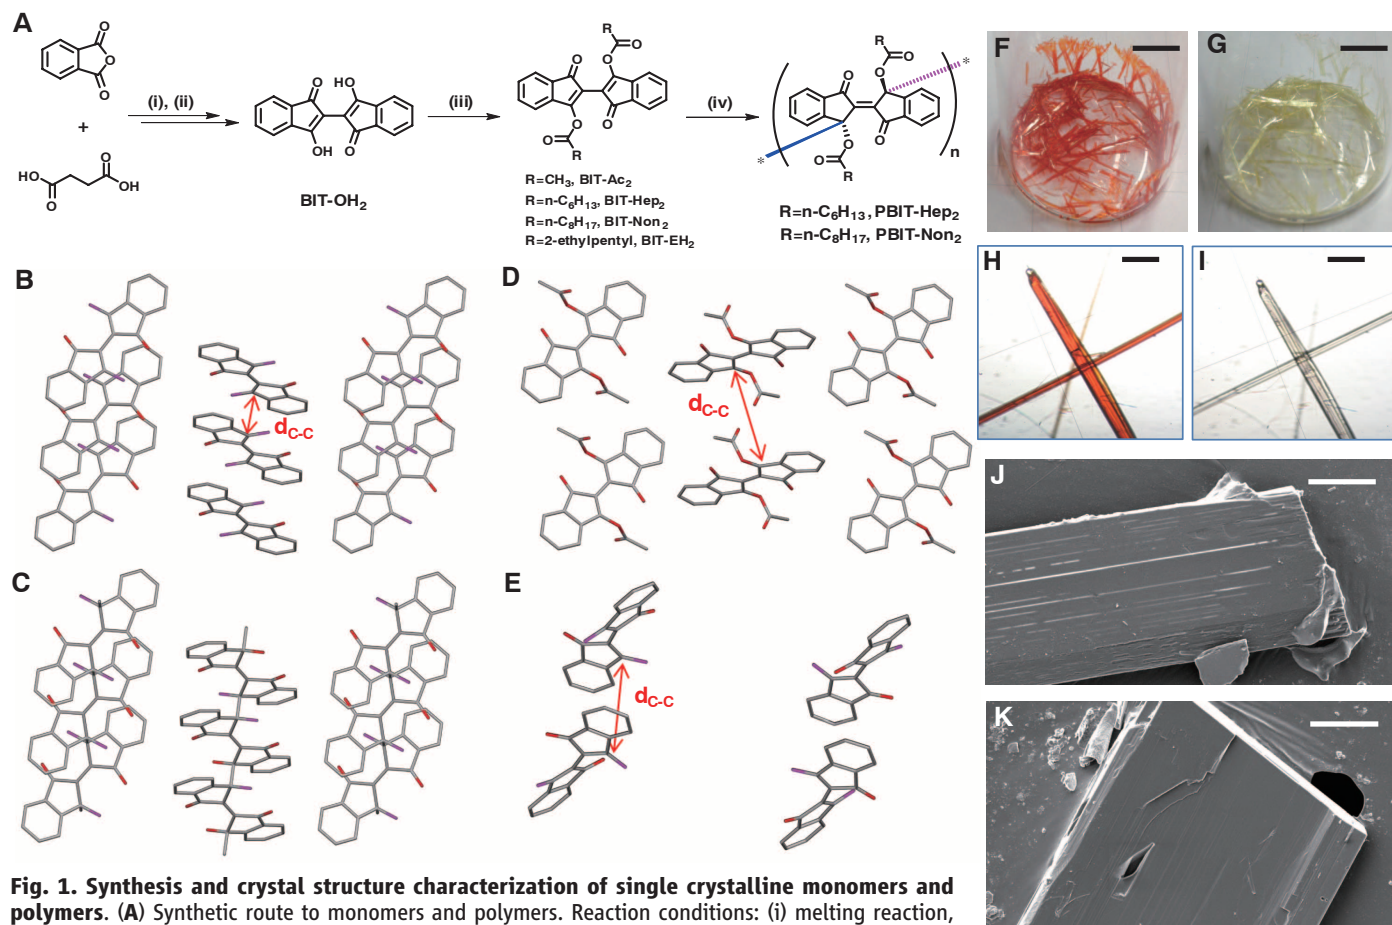 A
O
O
O
+
HO
O
O
OH
(i), (ii)
O
HO
OH
O
BIT-OH2
(iii)
R
O
O
O
O
O
O
R
R=CH3, BIT-Ac2
R=n-C6H13, BIT-Hep2
R=n-C8H17, BIT-Non2
R=2-ethylpentyl, BIT-EH2
(iv)
R
O
O
O
*
*
O
O
O
R
n
R=n-C6H13, PBIT-Hep2
R=n-C8H17, PBIT-Non2
F
G
H
I
B
dC-C
D
dC-C
C
E
dC-C
J
K
Fig. 1. Synthesis and crystal structure characterization of single crystalline monomers and
polymers. (A) Synthetic route to monomers and polymers. Reaction conditions: (i) melting reaction,